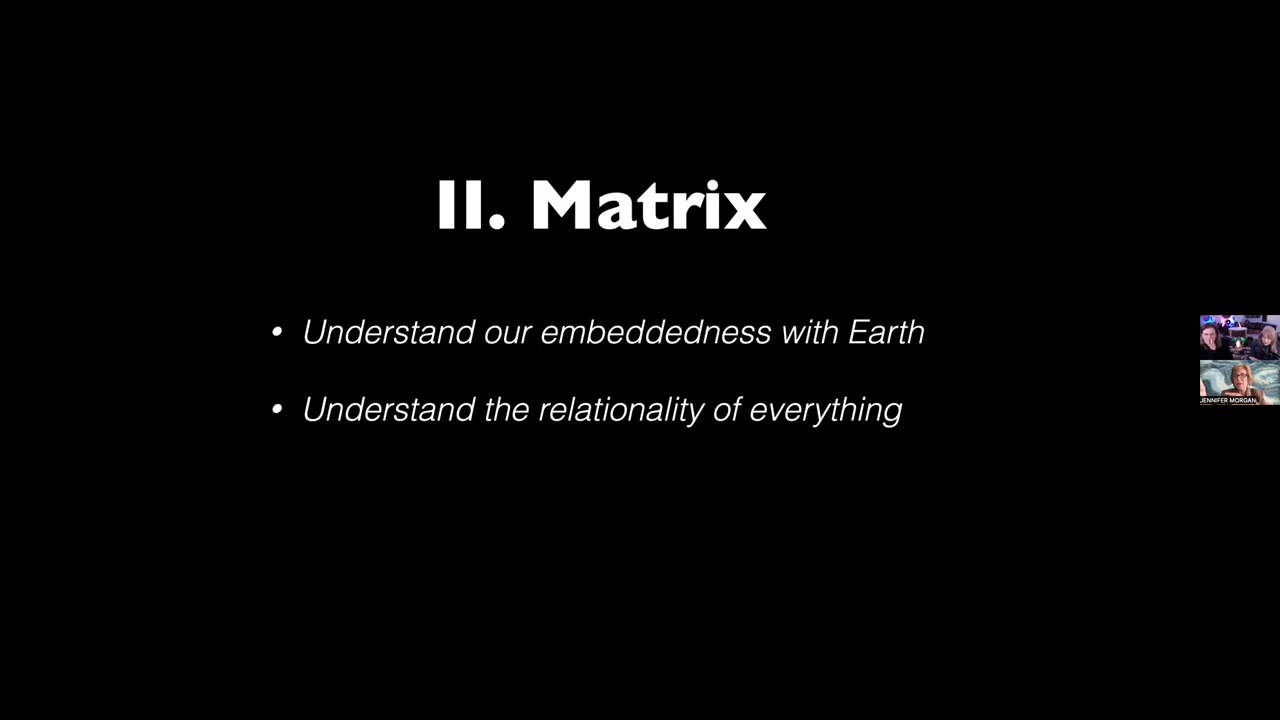 II. Matrix
• Understand our embeddedness with Earth
• Understand the relationality of everything
JENNIFER MORGAN